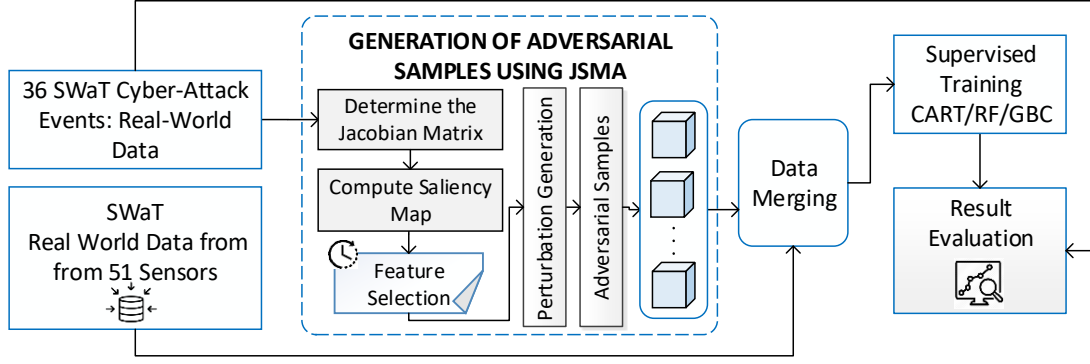 36 SWaT Cyber-Attack
Events: Real-World
Data
SWaT
Real World Data from
from 51 Sensors
GENERATION OF ADVERSARIAL
SAMPLES USING JSMA
Determine the
Jacobian Matrix
Compute Saliency
Map
Feature
Selection
Perturbation Generation
Adversarial Samples
Data
Merging
Supervised
Training
CART/RF/GBC
Result
Evaluation